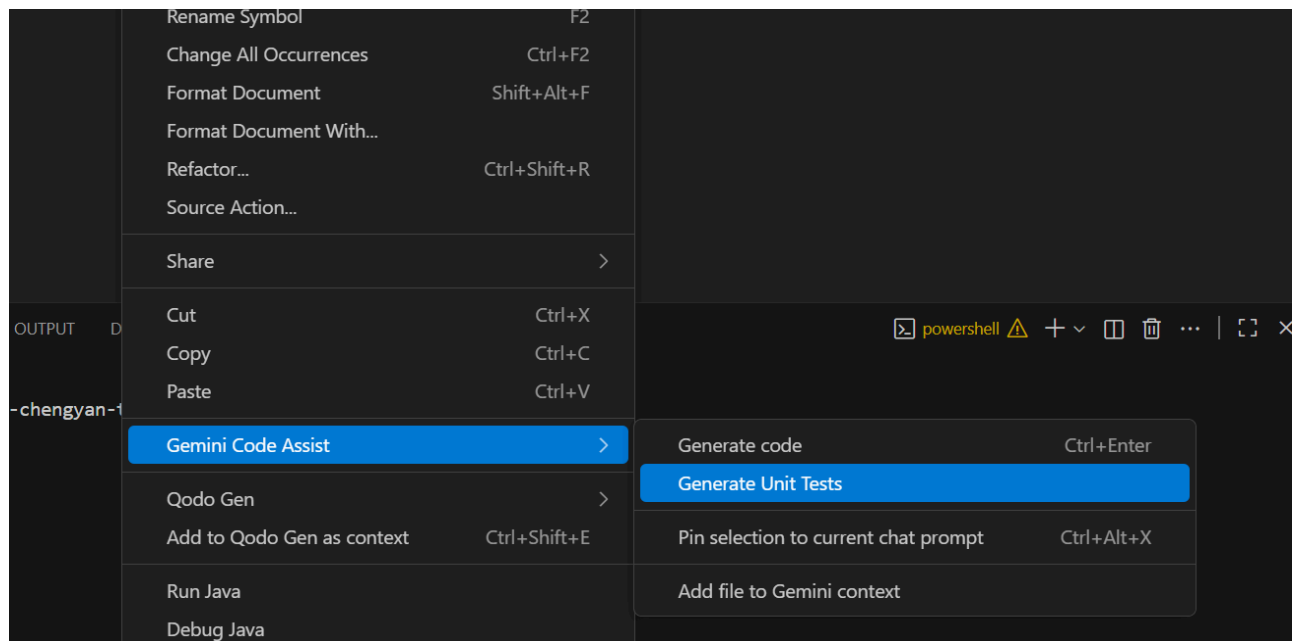 Rename Symbol F2
Change All Occurrences Ctrl+F2
Format Document Shift+Alt+F
Format Document With...
Refactor... Ctrl+Shift+R
Source Action...
Share
Cut Ctrl+X
OUTPUT D
powershell
Copy Ctrl+C
Paste Ctrl+V
-chengyan-t
Gemini Code Assist
Generate code Ctrl+Enter
Generate Unit Tests
Qodo Gen
Add to Qodo Gen as context Ctrl+Shift+E
Pin selection to current chat prompt Ctrl+Alt+X
Run Java
Add file to Gemini context
Debug Java